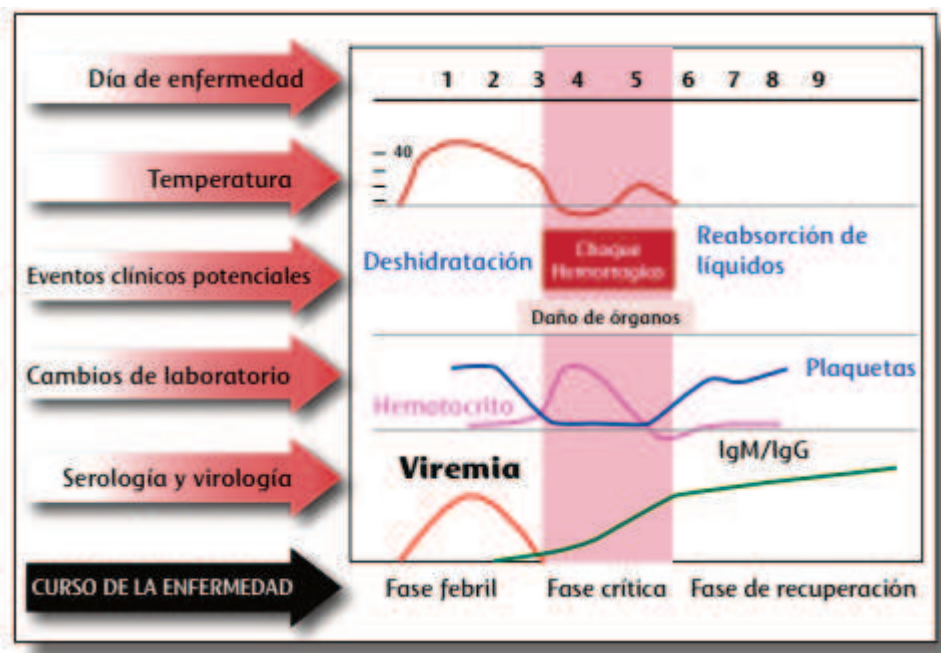 Día de enfermedad
1 2 3 4 5 6 7 8 9
Temperatura
40
Eventos clínicos potenciales
Deshidratación
Choque
Hemorragias
Reabsorción de
líquidos
Daño de órganos
Cambios de laboratorio
Hematocrito
Plaquetas
Serología y virología
Viremia
IgM/IgG
CURSO DE LA ENFERMEDAD
Fase febril
Fase crítica
Fase de recuperación